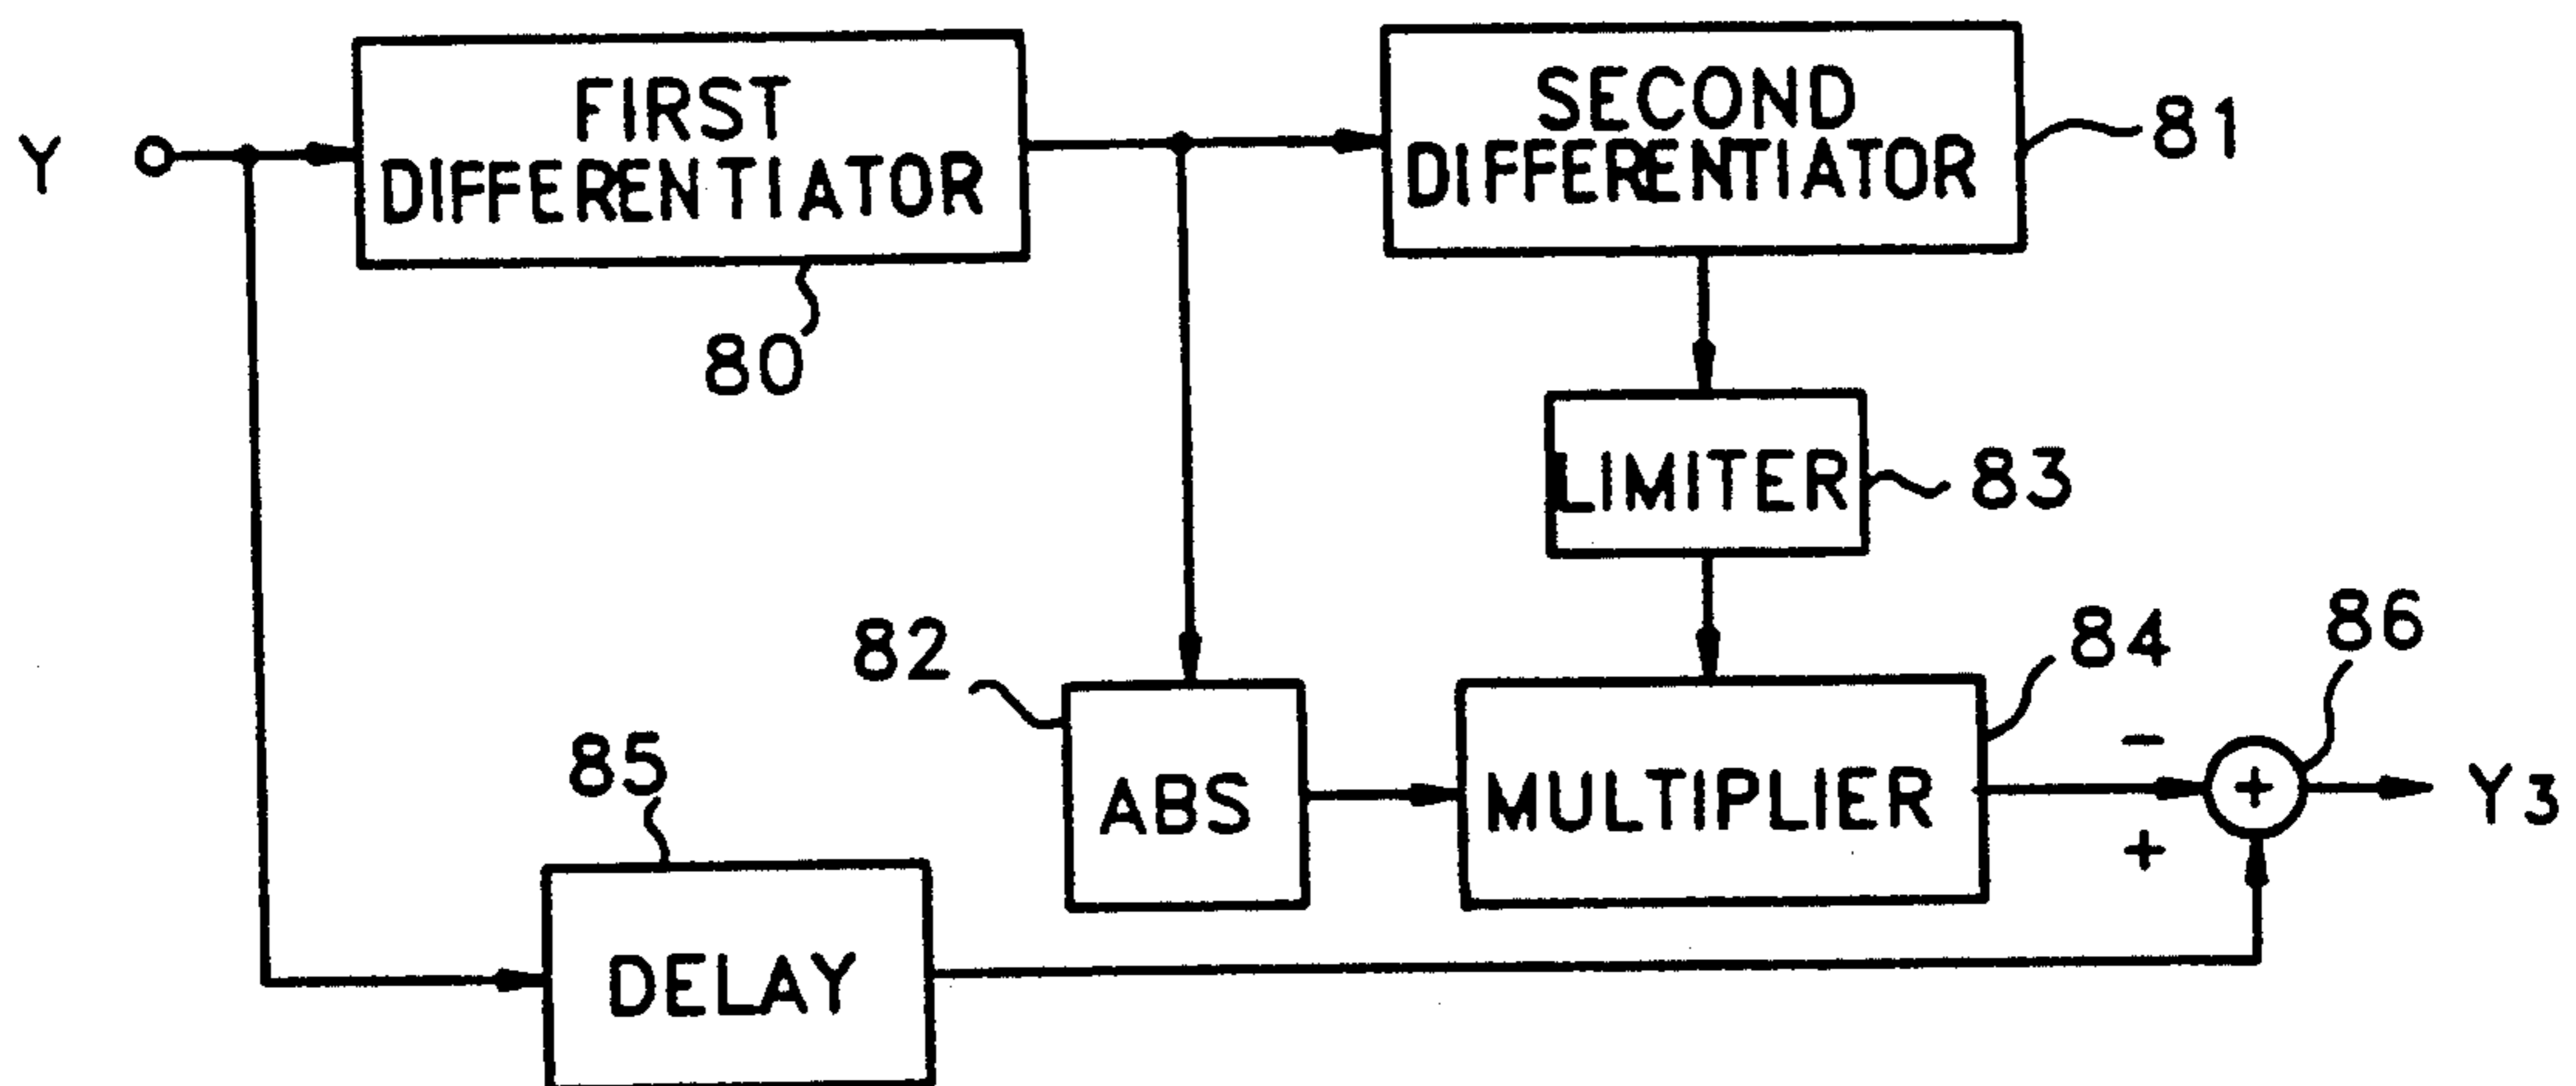 Y
FIRST
DIFFERENTIATOR
80
SECOND
DIFFERENTIATOR
81
LIMITER
83
82
ABS
MULTIPLIER
84
86
-
+
+
Y3
85
DELAY